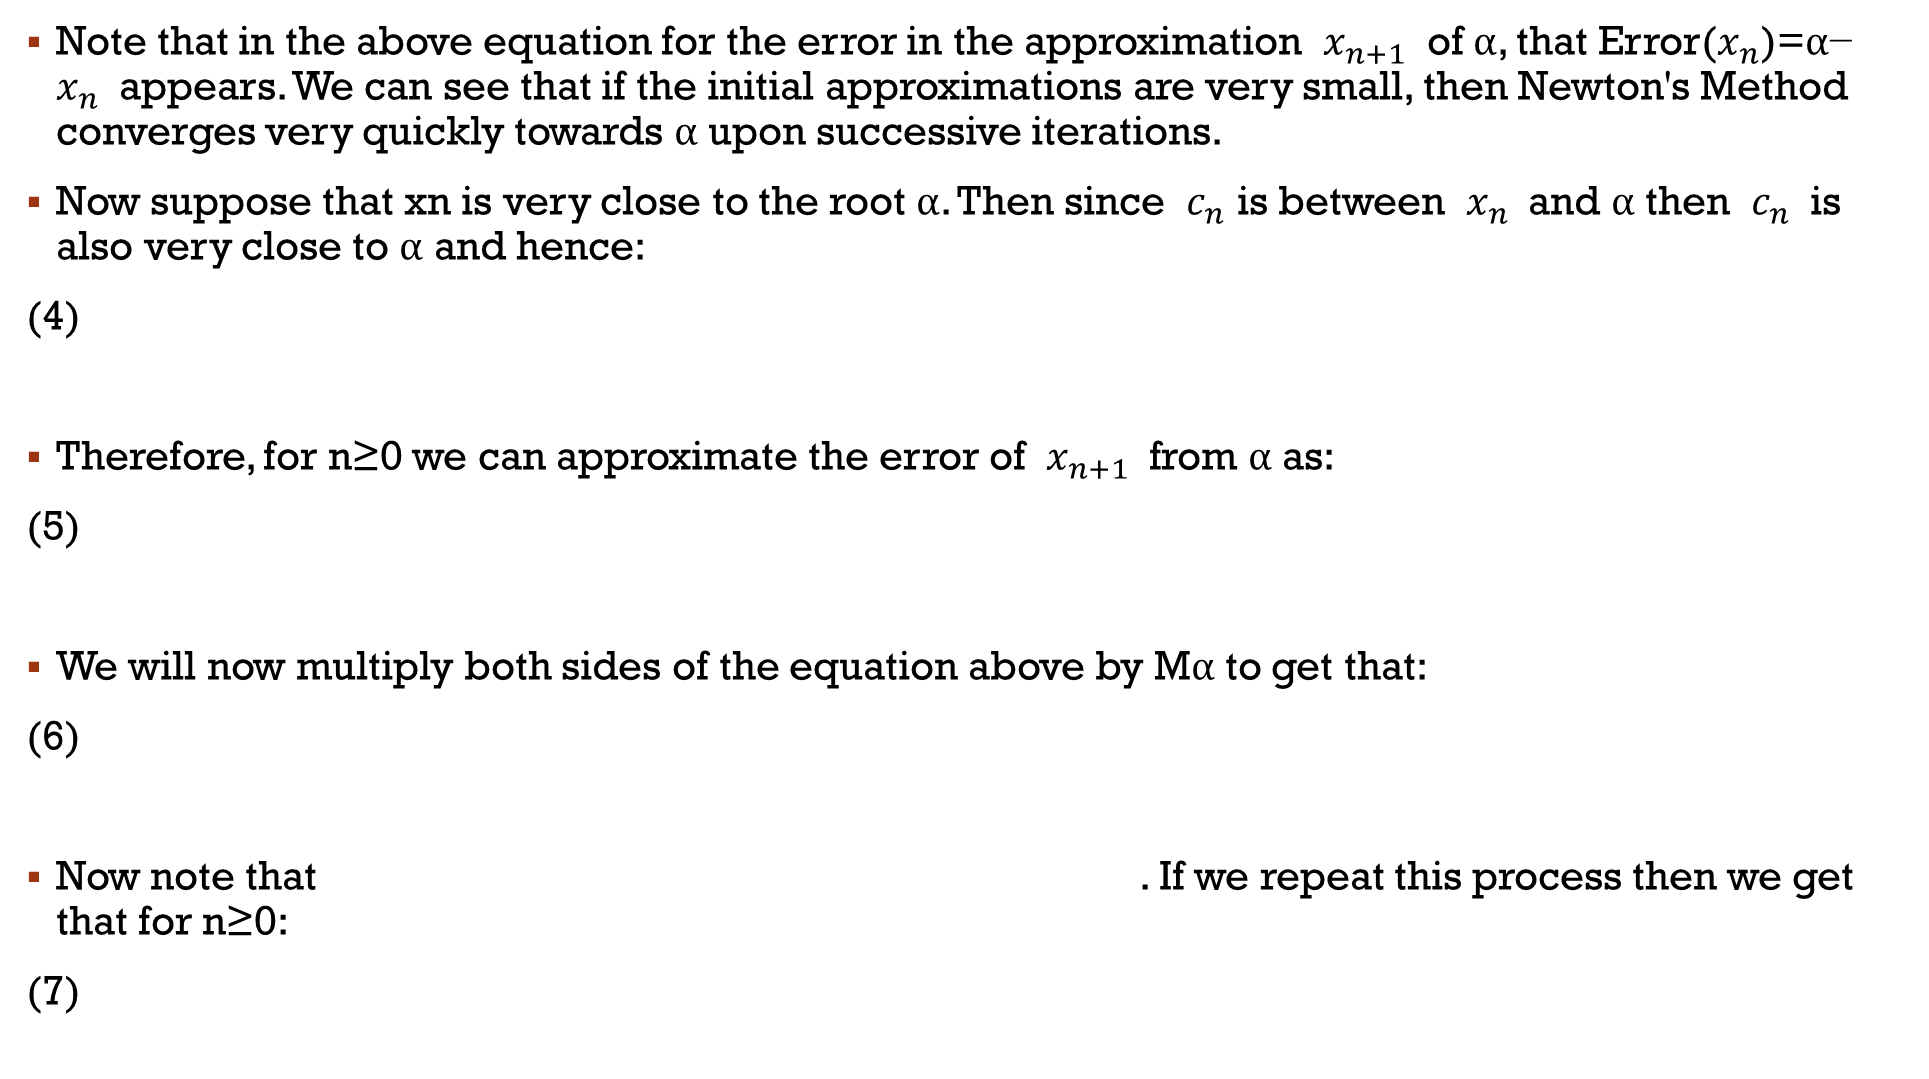 ▪ Note that in the above equation for the error in the approximation xₙ₊₁ of α, that Error(xₙ)=α−
xₙ appears. We can see that if the initial approximations are very small, then Newton's Method
converges very quickly towards α upon successive iterations.
▪ Now suppose that xn is very close to the root α. Then since cₙ is between xₙ and α then cₙ is
also very close to α and hence:
(4)
▪ Therefore, for n≥0 we can approximate the error of xₙ₊₁ from α as:
(5)
▪ We will now multiply both sides of the equation above by Mα to get that:
(6)
▪ Now note that . If we repeat this process then we get
that for n≥0:
(7)